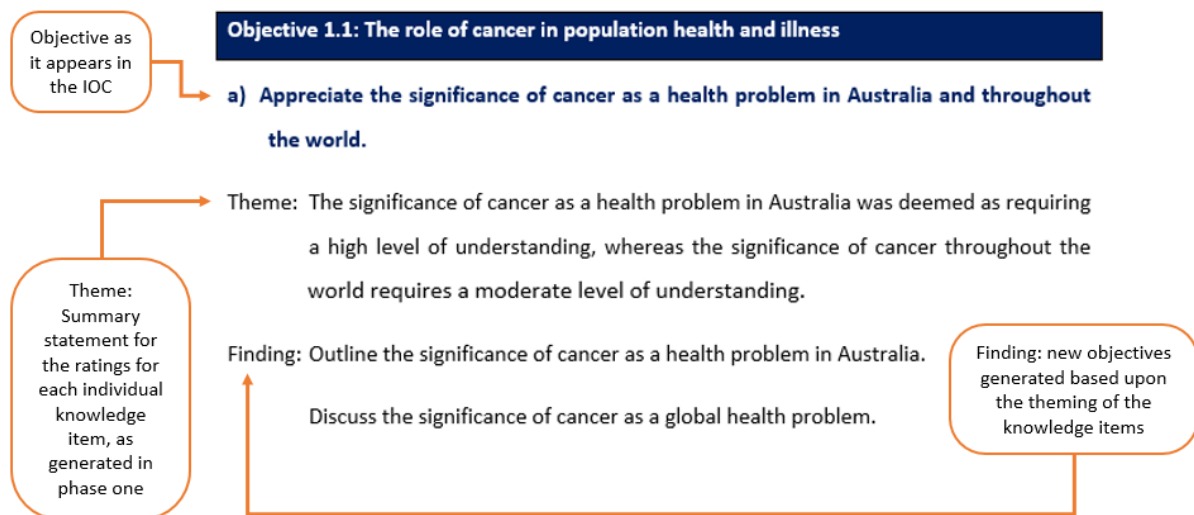 Objective as
it appears in
the IOC
Objective 1.1: The role of cancer in population health and illness
a) Appreciate the significance of cancer as a health problem in Australia and throughout
the world.
Theme: The significance of cancer as a health problem in Australia was deemed as requiring
a high level of understanding, whereas the significance of cancer throughout the
world requires a moderate level of understanding.
Theme:
Summary
statement for
the ratings for
each individual
knowledge
item, as
generated in
phase one
Finding: Outline the significance of cancer as a health problem in Australia.
Discuss the significance of cancer as a global health problem.
Finding: new objectives
generated based upon
the theming of the
knowledge items